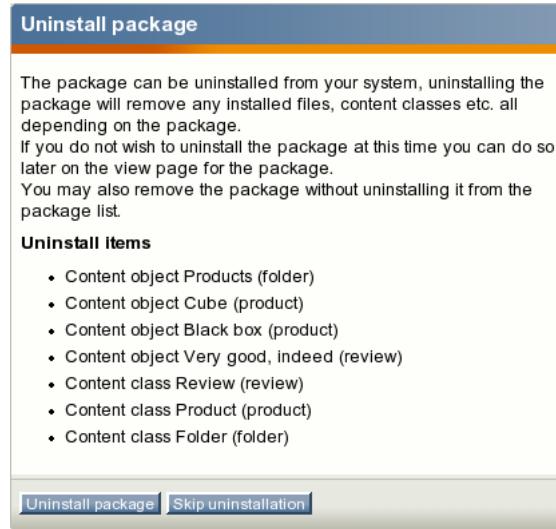 Uninstall package
The package can be uninstalled from your system, uninstalling the
package will remove any installed files, content classes etc. all
depending on the package.
If you do not wish to uninstall the package at this time you can do so
later on the view page for the package.
You may also remove the package without uninstalling it from the
package list.
Uninstall items
• Content object Products (folder)
• Content object Cube (product)
• Content object Black box (product)
• Content object Very good, indeed (review)
• Content class Review (review)
• Content class Product (product)
• Content class Folder (folder)
Uninstall package Skip uninstallation